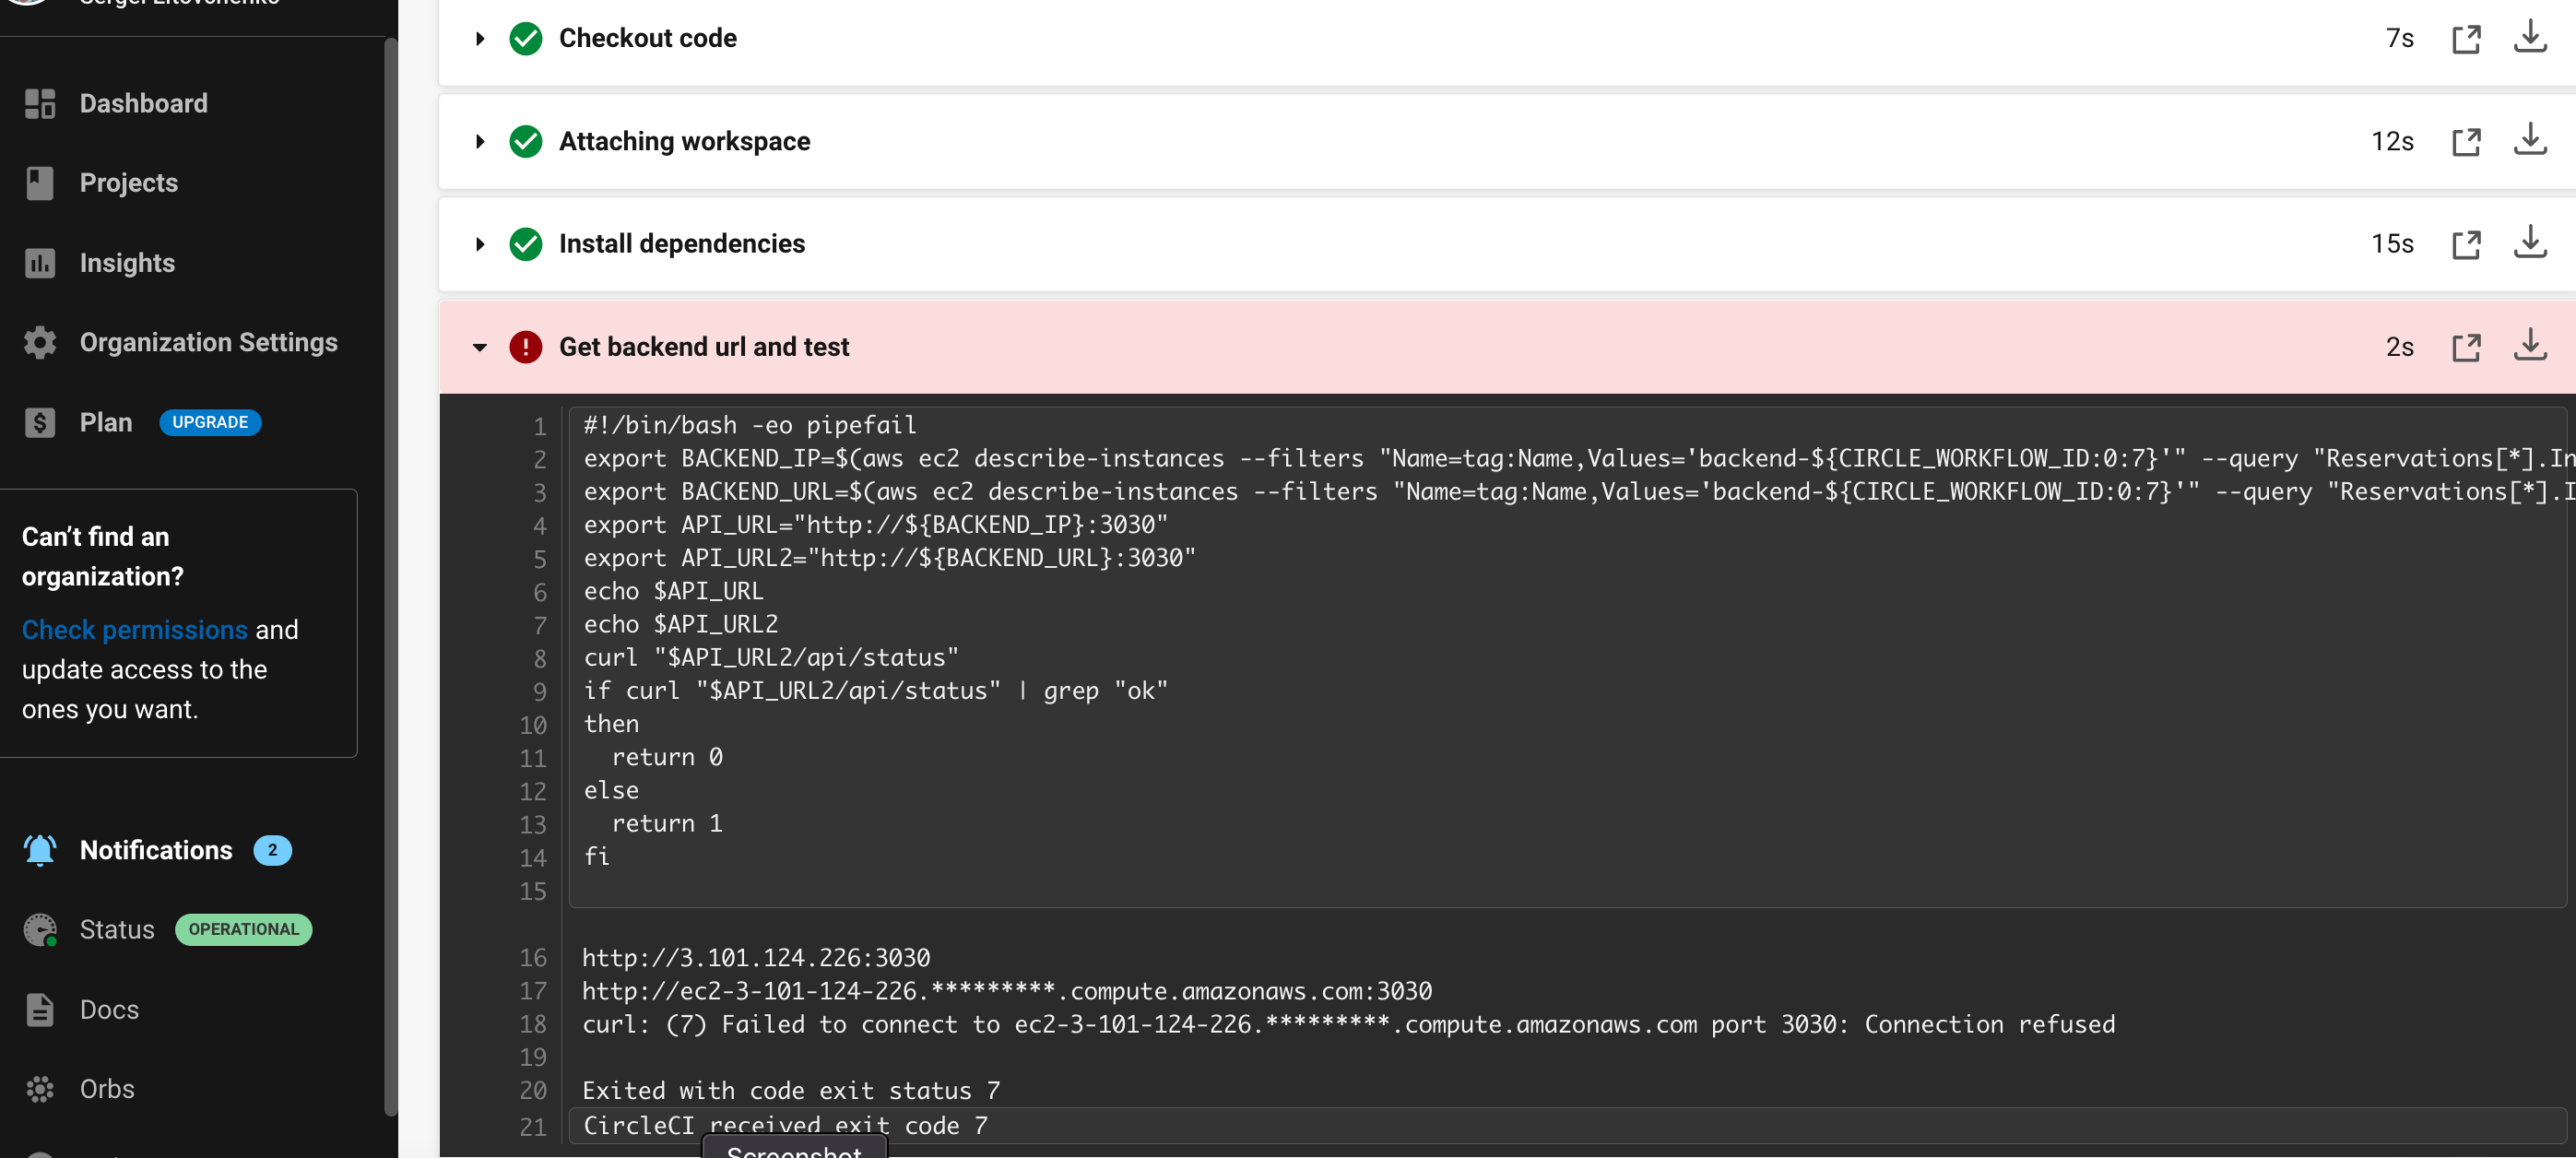 Checkout code
7s
Attaching workspace
12s
Install dependencies
15s
Get backend url and test
2s
Dashboard
Projects
Insights
Organization Settings
Plan UPGRADE
Can’t find an
organization?
Check permissions and
update access to the
ones you want.
Notifications 2
Status OPERATIONAL
Docs
Orbs
1 #!/bin/bash -eo pipefail
2 export BACKEND_IP=$(aws ec2 describe-instances --filters "Name=tag:Name,Values='backend-${CIRCLE_WORKFLOW_ID:0:7}'" --query "Reservations[*].In
3 export BACKEND_URL=$(aws ec2 describe-instances --filters "Name=tag:Name,Values='backend-${CIRCLE_WORKFLOW_ID:0:7}'" --query "Reservations[*].I
4 export API_URL="http://${BACKEND_IP}:3030"
5 export API_URL2="http://${BACKEND_URL}:3030"
6 echo $API_URL
7 echo $API_URL2
8 curl "$API_URL2/api/status"
9 if curl "$API_URL2/api/status" | grep "ok"
10 then
11 return 0
12 else
13 return 1
14 fi
15
16 http://3.101.124.226:3030
17 http://ec2-3-101-124-226.*********.compute.amazonaws.com:3030
18 curl: (7) Failed to connect to ec2-3-101-124-226.*********.compute.amazonaws.com port 3030: Connection refused
19
20 Exited with code exit status 7
21 CircleCI received exit code 7
Screenshot